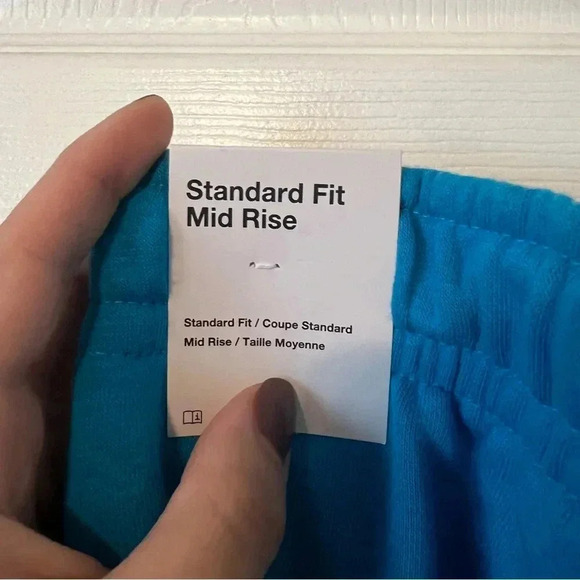 Standard Fit
Mid Rise
Standard Fit / Coupe Standard
Mid Rise / Taille Moyenne